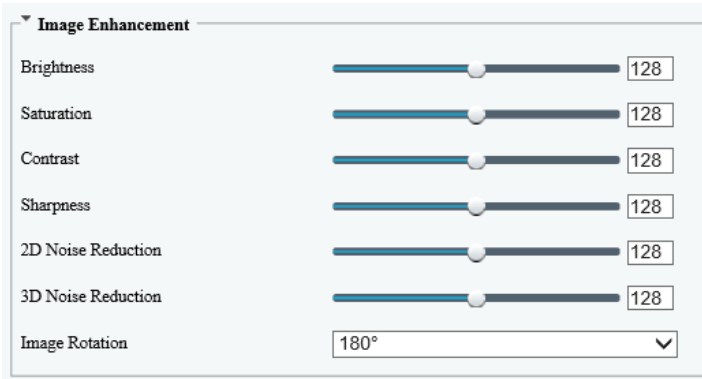 Image Enhancement
Brightness 128
Saturation 128
Contrast 128
Sharpness 128
2D Noise Reduction 128
3D Noise Reduction 128
Image Rotation 180°